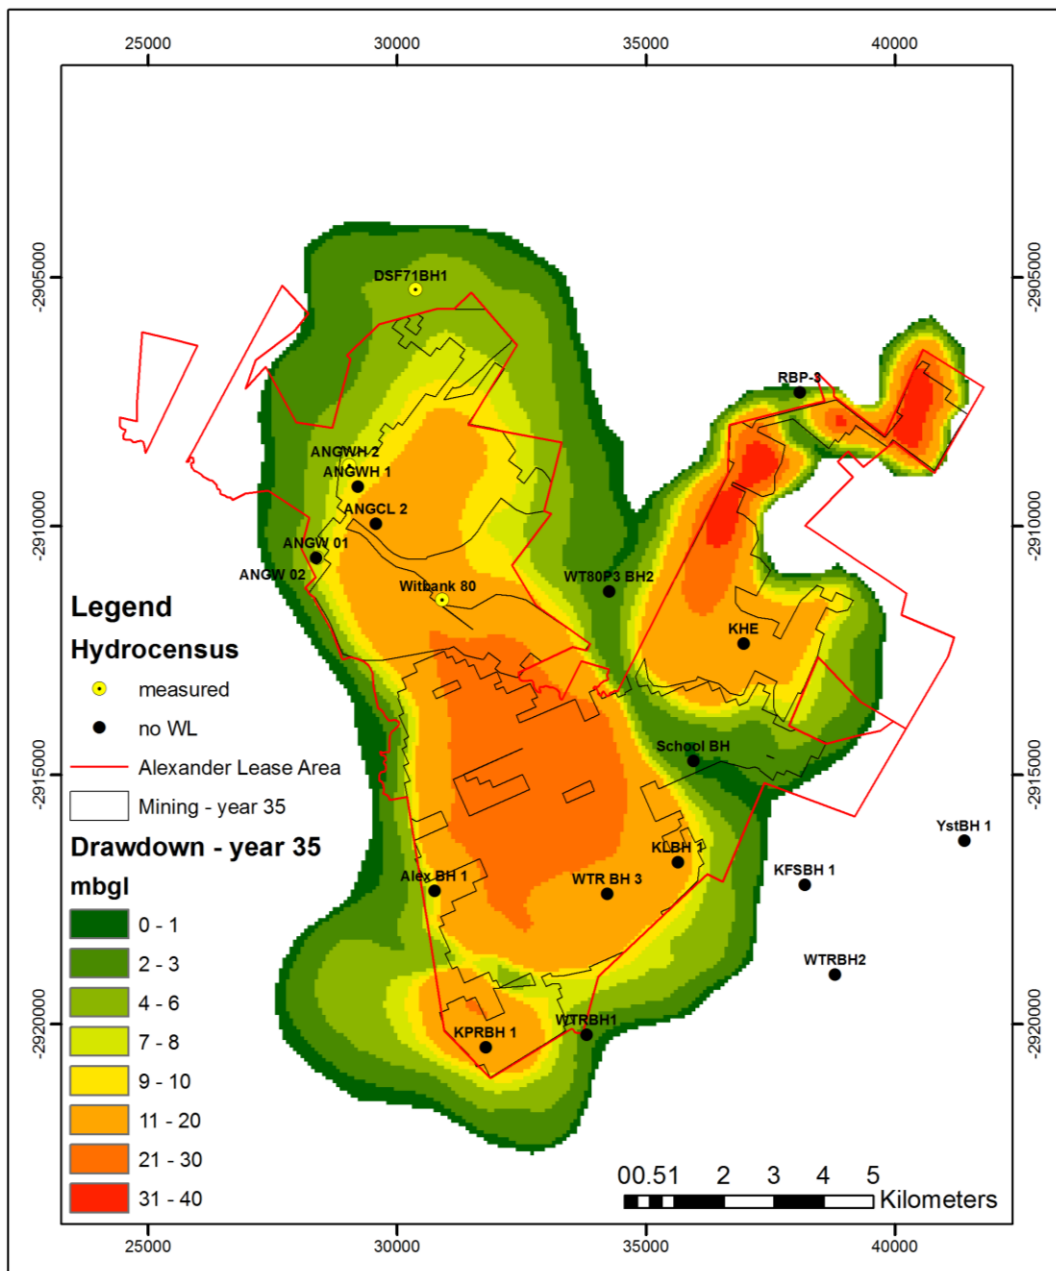 25000 30000 35000 40000
-2905000 -2905000
DSF71BH1
RBP-3
ANGWH 2
ANGWH 1
ANGCL 2
-2910000 -2910000
ANGW 01
ANGW 02
WT80P3 BH2
Witbank 80
KHE
School BH
-2915000 -2915000
YstBH 1
KLBH 1
KFSBH 1
Alex BH 1
WTR BH 3
WTRBH2
-2920000 -2920000
WTRBH1
KPRBH 1
Legend
Hydrocensus
measured
no WL
Alexander Lease Area
Mining - year 35
Drawdown - year 35
mbgl
0 - 1
2 - 3
4 - 6
7 - 8
9 - 10
11 - 20
21 - 30
31 - 40
00.51 2 3 4 5
Kilometers
25000 30000 35000 40000